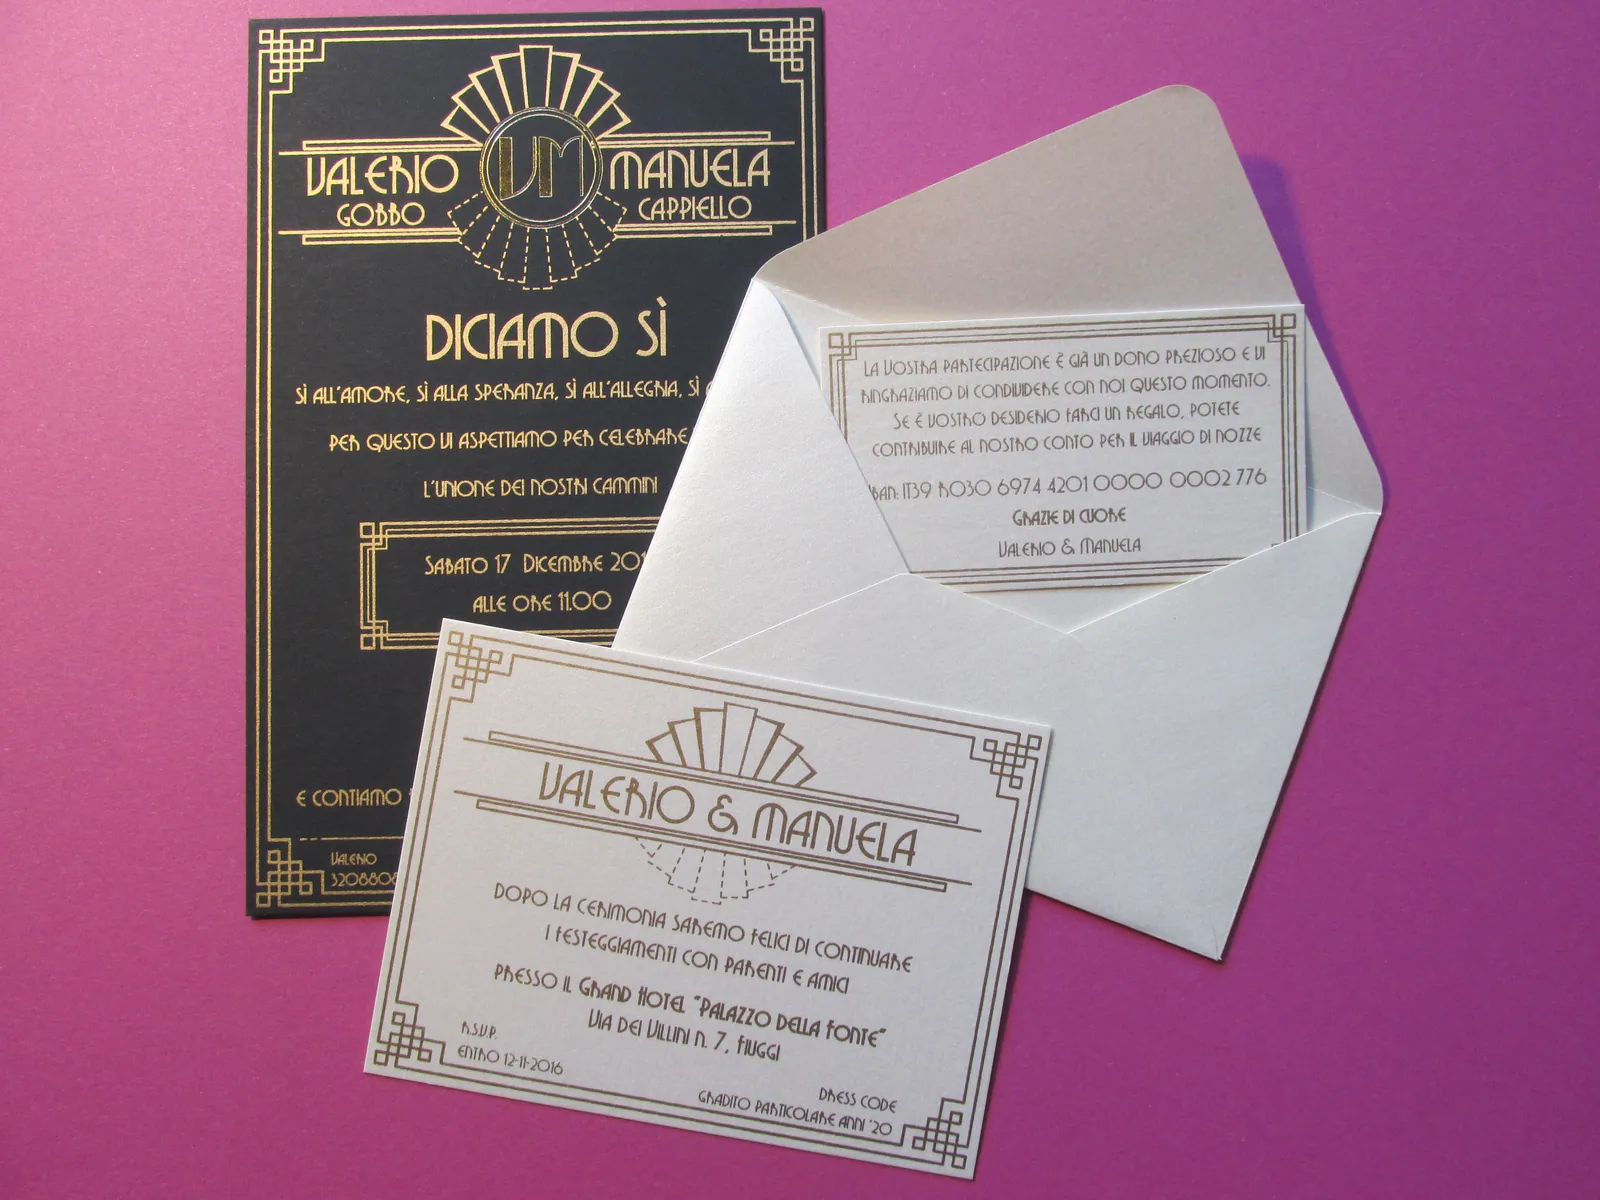 VALERIO
GOBBO
VM
MANUELA
CAPPIELLO
DICIAMO SÌ
SÌ ALL'AMORE, SÌ ALLA SPERANZA, SÌ ALL'ALLEGRIA, SÌ
PER QUESTO VI ASPETTIAMO PER CELEBRARE
L'UNIONE DEI NOSTRI CAMMINI
SABATO 17 DICEMBRE 201
ALLE ORE 11.00
E CONTIAMO
VALERIO
3208808
LA VOSTRA PARTECIPAZIONE È GIÀ UN DONO PREZIOSO E VI
RINGRAZIAMO DI CONDIVIDERE CON NOI QUESTO MOMENTO.
SE È VOSTRO DESIDERIO FARCI UN REGALO, POTETE
CONTRIBUIRE AL NOSTRO CONTO PER IL VIAGGIO DI NOZZE
IBAN: IT39 R030 6974 4201 0000 0002 776
GRAZIE DI CUORE
VALERIO & MANUELA
VALERIO & MANUELA
DOPO LA CERIMONIA SAREMO FELICI DI CONTINUARE
I FESTEGGIAMENTI CON PARENTI E AMICI
PRESSO IL GRAND HOTEL "PALAZZO DELLA FONTE"
VIA DEI VILLINI N. 7, FIUGGI
R.S.V.P.
ENTRO 12-11-2016
DRESS CODE
GRADITO PARTICOLARE ANNI '20